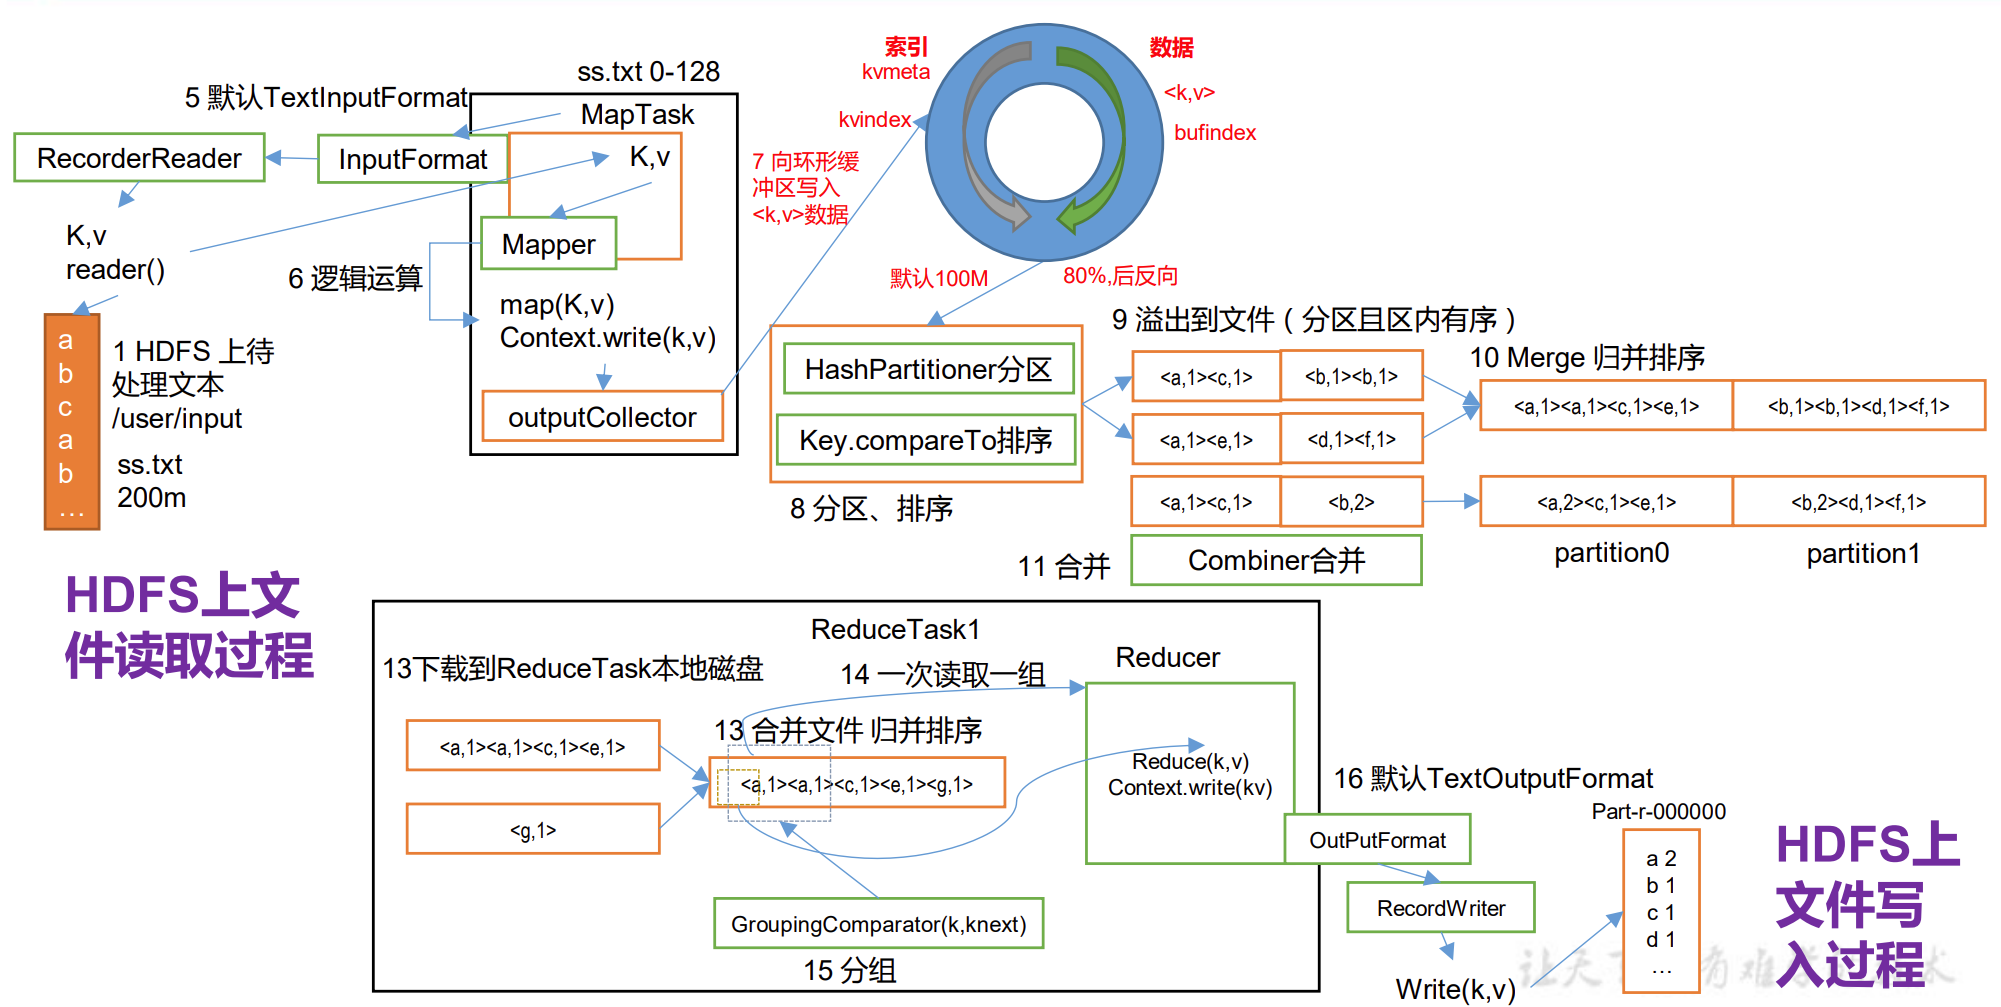 ss.txt 0-128
5 默认TextInputFormat
MapTask
RecorderReader
InputFormat
K,v
K,v
reader()
Mapper
6 逻辑运算
map(K,v)
Context.write(k,v)
outputCollector
a
b
c
a
b
…
1 HDFS 上待
处理文本
/user/input
ss.txt
200m
HDFS上文
件读取过程
索引
kvmeta
kvindex
数据
<k,v>
bufindex
7 向环形缓
冲区写入
<k,v>数据
默认100M
80%,后反向
HashPartitioner分区
Key.compareTo排序
8 分区、排序
9 溢出到文件（分区且区内有序）
<a,1><c,1>
<b,1><b,1>
<a,1><e,1>
<d,1><f,1>
<a,1><c,1>
<b,2>
10 Merge 归并排序
<a,1><a,1><c,1><e,1>
<b,1><b,1><d,1><f,1>
<a,2><c,1><e,1>
<b,2><d,1><f,1>
partition0
partition1
11 合并
Combiner合并
ReduceTask1
13下载到ReduceTask本地磁盘
14 一次读取一组
Reducer
13 合并文件 归并排序
<a,1><a,1><c,1><e,1>
<g,1>
<a,1><a,1><c,1><e,1><g,1>
Reduce(k,v)
Context.write(kv)
GroupingComparator(k,knext)
15 分组
16 默认TextOutputFormat
Part-r-000000
OutPutFormat
RecordWriter
Write(k,v)
a 2
b 1
c 1
d 1
…
HDFS上
文件写
入过程